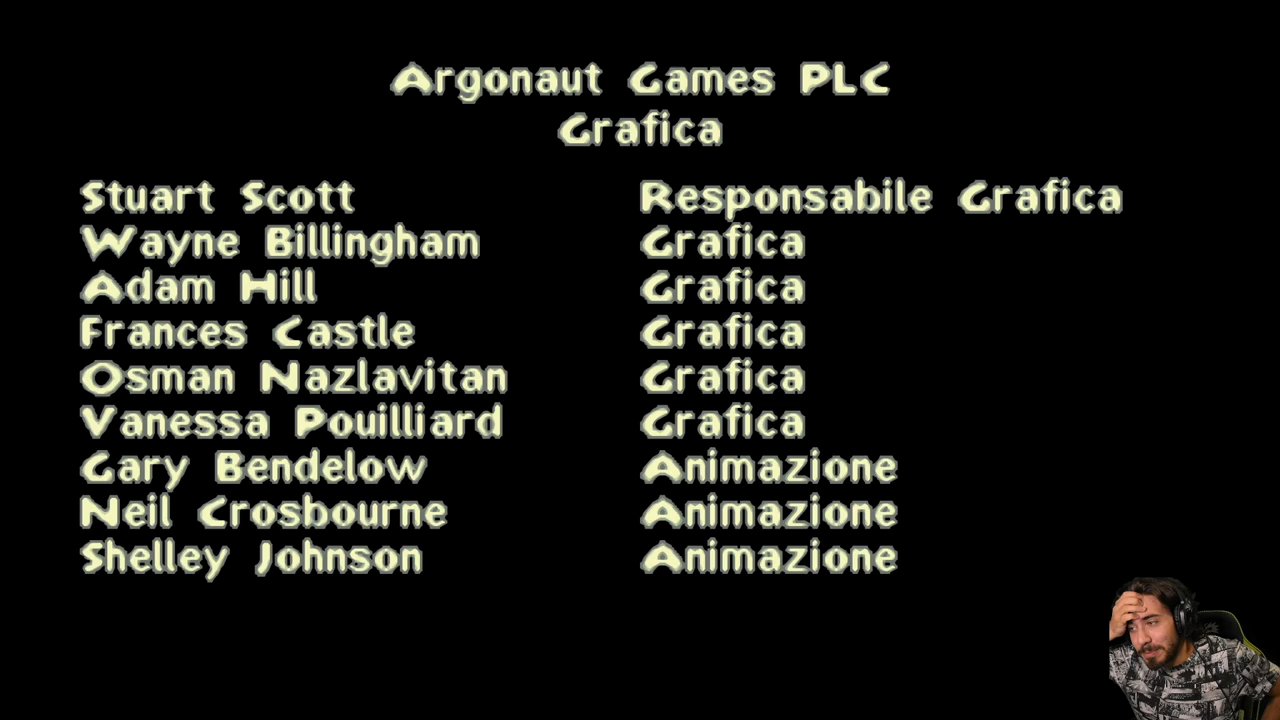 Argonaut Games PLC
Grafica
Stuart Scott Responsabile Grafica
Wayne Billingham Grafica
Adam Hill Grafica
Frances Castle Grafica
Osman Nazlavitan Grafica
Vanessa Pouilliard Grafica
Gary Bendelow Animazione
Neil Crosbourne Animazione
Shelley Johnson Animazione